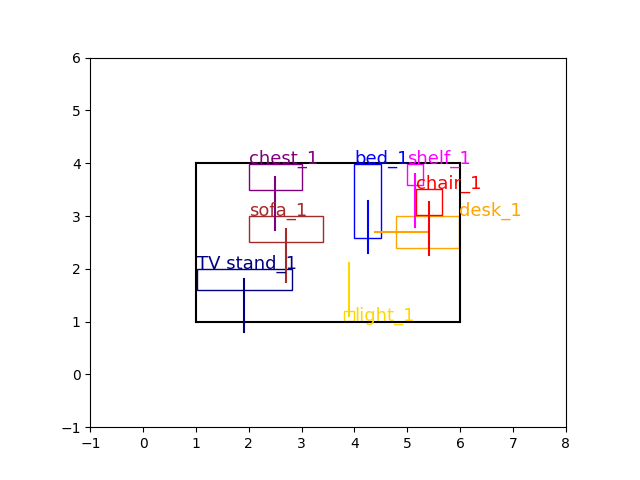 6
5
4
3
2
1
0
−1
−1 0 1 2 3 4 5 6 7 8
chest_1 bed_1 shelf_1
chair_1
sofa_1 desk_1
TV stand_1
light_1